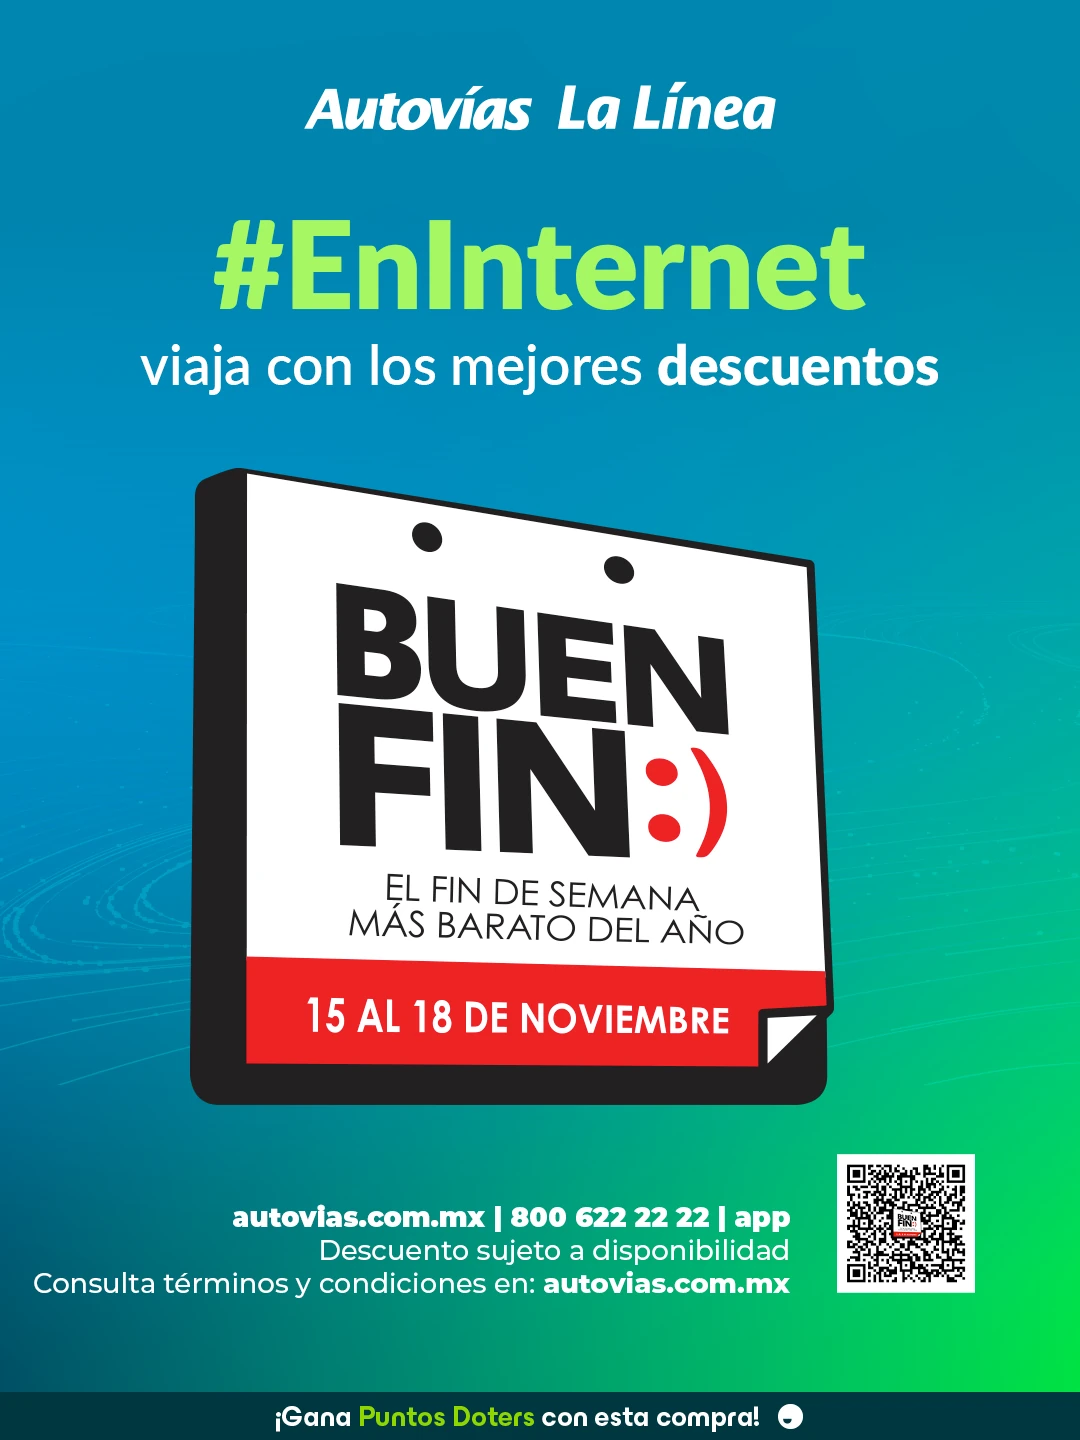 Autovías La Línea
#EnInternet
viaja con los mejores descuentos
BUEN
FIN:)
EL FIN DE SEMANA
MÁS BARATO DEL AÑO
15 AL 18 DE NOVIEMBRE
autovias.com.mx | 800 622 22 22 | app
Descuento sujeto a disponibilidad
Consulta términos y condiciones en: autovias.com.mx
BUEN
FIN:)
¡Gana Puntos Doters con esta compra!